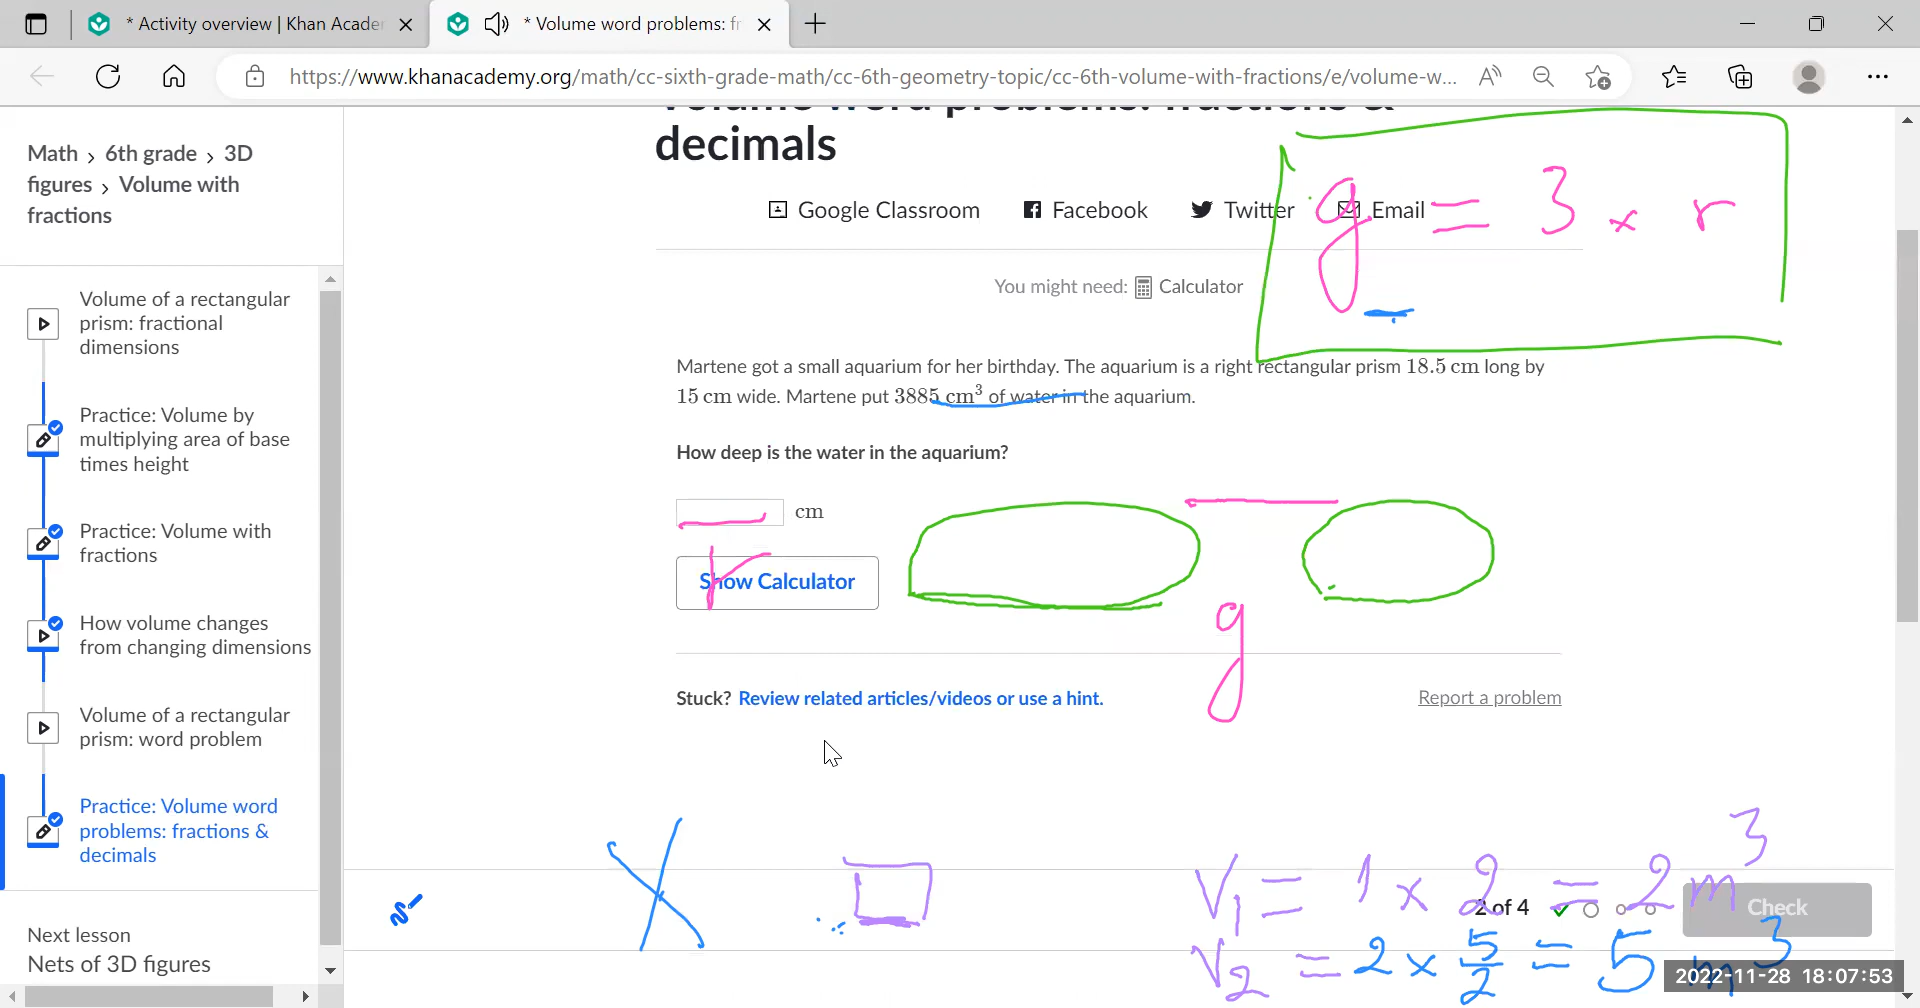 * Activity overview | Khan Acade
* Volume word problems: fr
https://www.khanacademy.org/math/cc-sixth-grade-math/cc-6th-geometry-topic/cc-6th-volume-with-fractions/e/volume-w...
Math › 6th grade › 3D
figures › Volume with
fractions
Volume of a rectangular
prism: fractional
dimensions
Practice: Volume by
multiplying area of base
times height
Practice: Volume with
fractions
How volume changes
from changing dimensions
Volume of a rectangular
prism: word problem
Practice: Volume word
problems: fractions &
decimals
Next lesson
Nets of 3D figures
Volume word problems: fractions &
decimals
Google Classroom Facebook Twitter Email
g = 3 × r
You might need: Calculator
Martene got a small aquarium for her birthday. The aquarium is a right rectangular prism 18.5 cm long by
15 cm wide. Martene put 3885 cm³ of water in the aquarium.
How deep is the water in the aquarium?
cm
Show Calculator
r
g
Stuck? Review related articles/videos or use a hint.
Report a problem
V₁ = 1 × 2 = 2 m³
2 of 4
Check
V₂ = 2 × 5/2 = 5 m³
2022-11-28 18:07:53